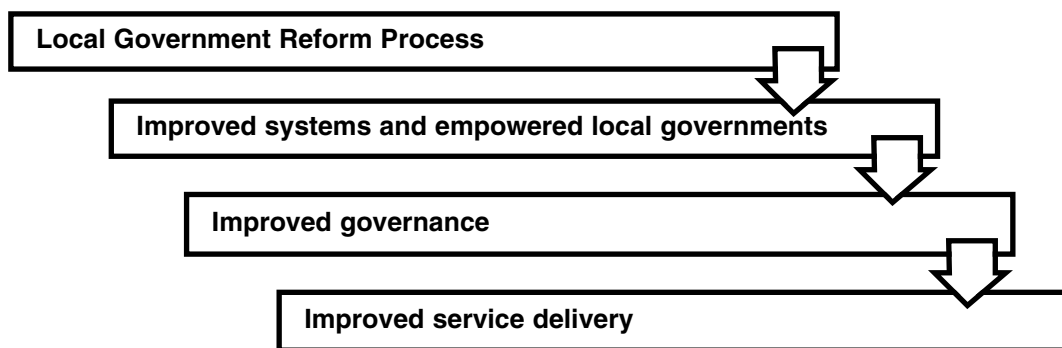 Local Government Reform Process
Improved systems and empowered local governments
Improved governance
Improved service delivery